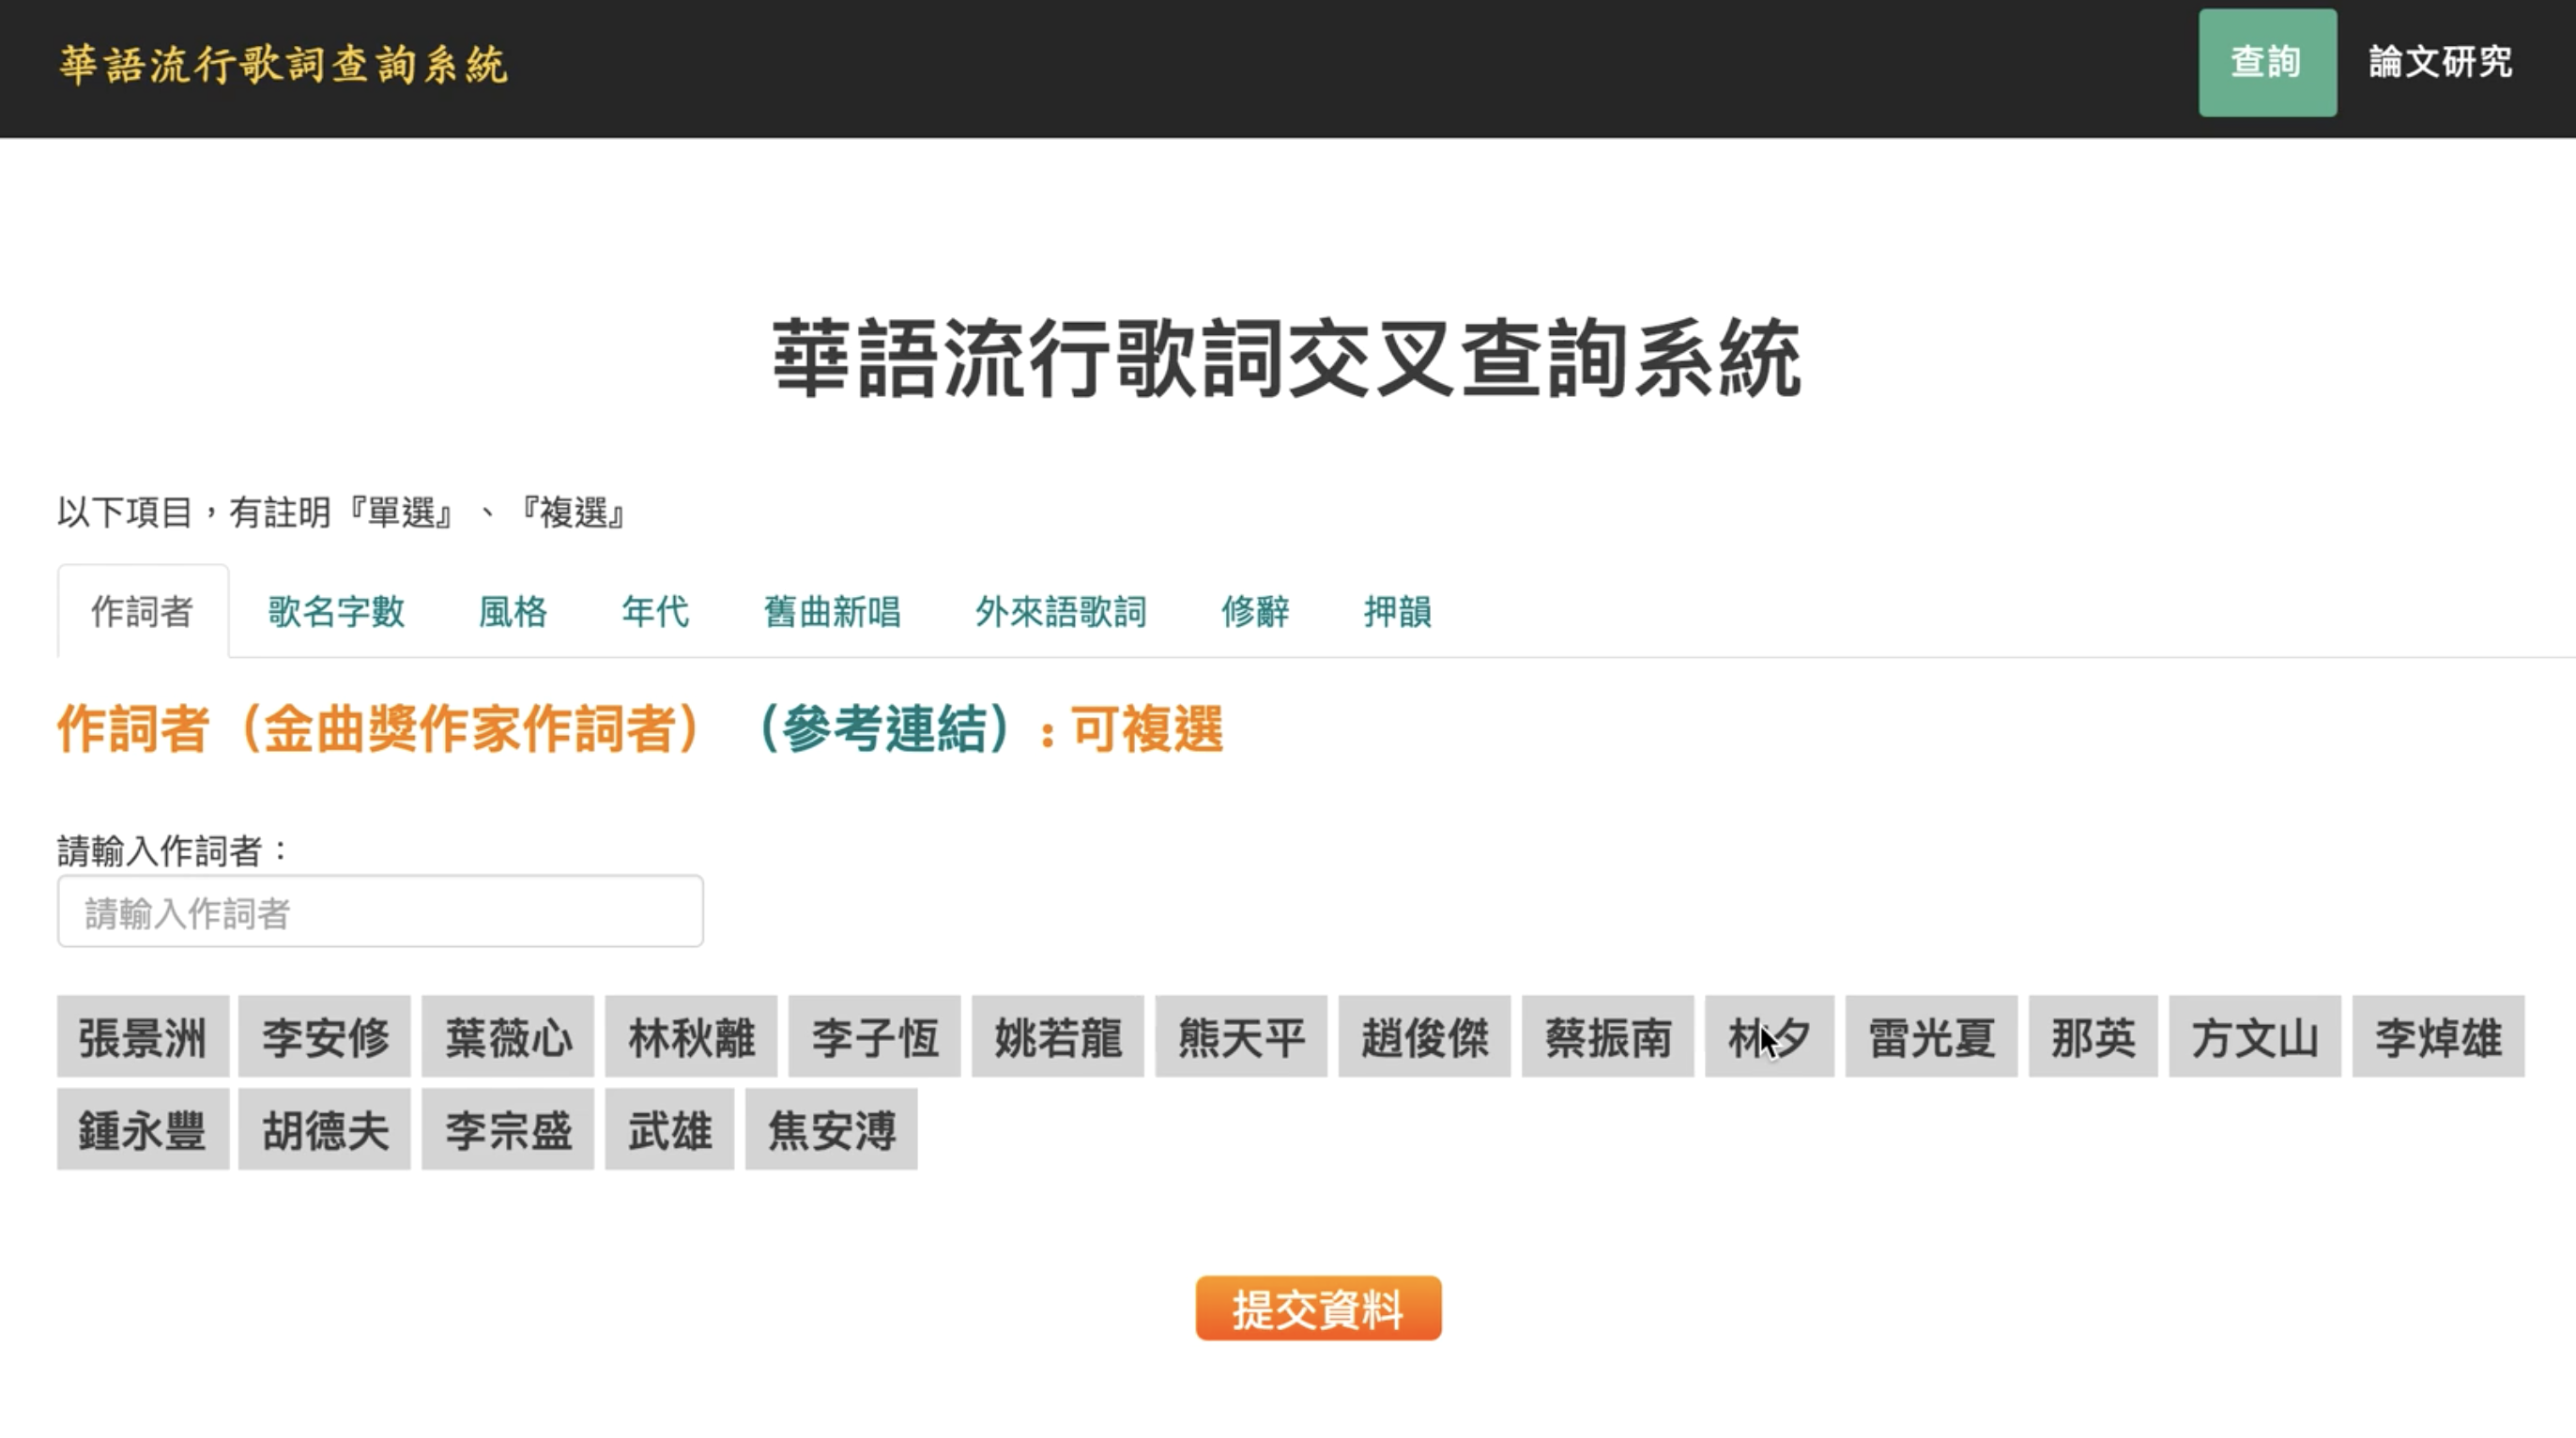 華語流行歌詞查詢系統 查詢 論文研究
華語流行歌詞交叉查詢系統
以下項目，有註明『單選』、『複選』
作詞者 歌名字數 風格 年代 舊曲新唱 外來語歌詞 修辭 押韻
作詞者（金曲獎作家作詞者）（參考連結）：可複選
請輸入作詞者：
請輸入作詞者
張景洲 李安修 葉薇心 林秋離 李子恆 姚若龍 熊天平 趙俊傑 蔡振南 林夕 雷光夏 那英 方文山 李焯雄
鍾永豐 胡德夫 李宗盛 武雄 焦安溥
提交資料